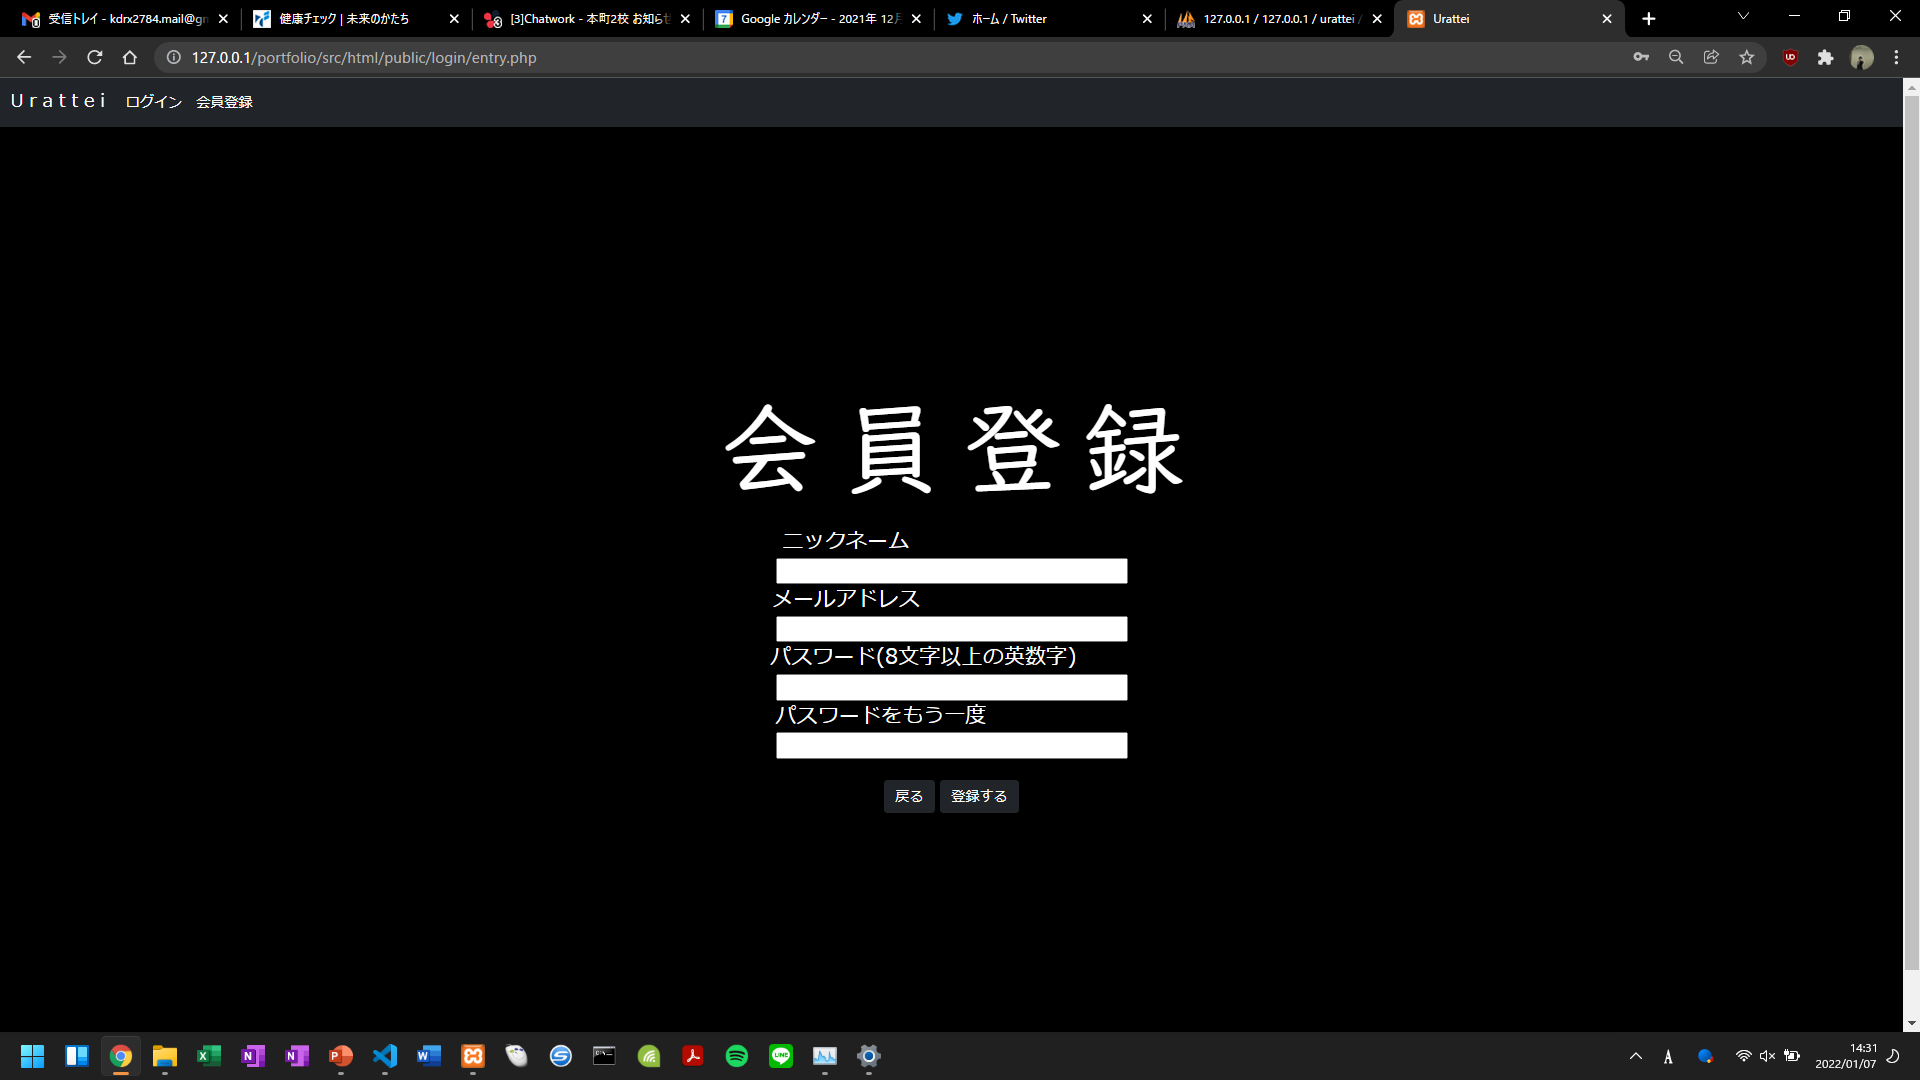 受信トレイ - kdrx2784.mail@gm
健康チェック | 未来のかたち
[3]Chatwork - 本町2校 お知らせ
Google カレンダー - 2021年 12月
ホーム / Twitter
127.0.0.1 / 127.0.0.1 / urattei /
Urattei
127.0.0.1/portfolio/src/html/public/login/entry.php
Urattei ログイン 会員登録
会員登録
ニックネーム
メールアドレス
パスワード(8文字以上の英数字)
パスワードをもう一度
戻る 登録する
A
14:31
2022/01/07